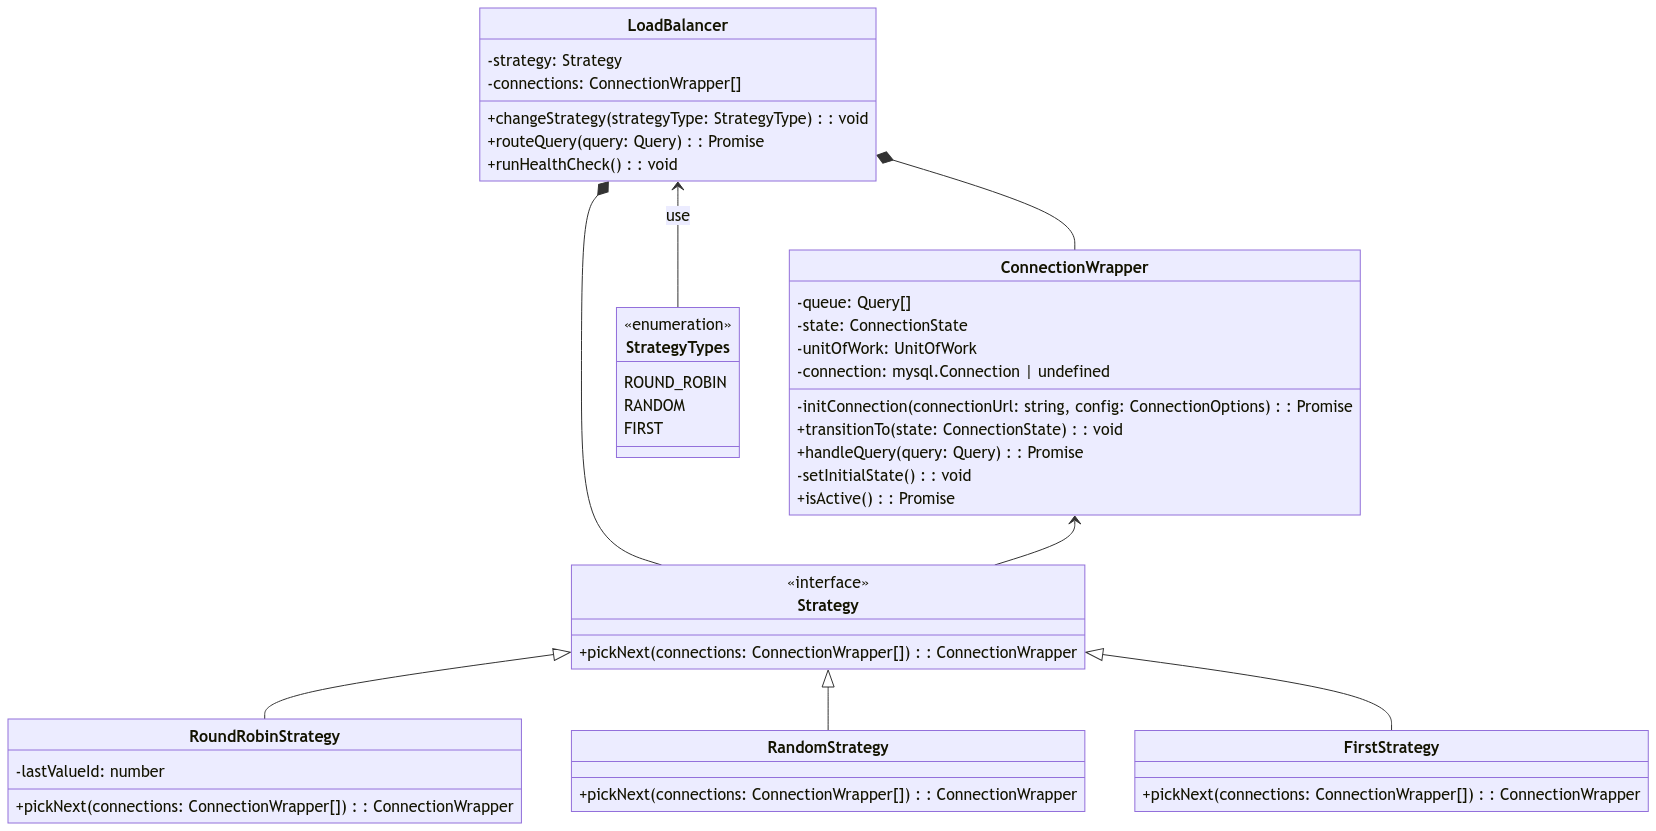 LoadBalancer
-strategy: Strategy
-connections: ConnectionWrapper[]
+changeStrategy(strategyType: StrategyType) : : void
+routeQuery(query: Query) : : Promise
+runHealthCheck() : : void
use
ConnectionWrapper
-queue: Query[]
-state: ConnectionState
-unitOfWork: UnitOfWork
-connection: mysql.Connection | undefined
-initConnection(connectionUrl: string, config: ConnectionOptions) : : Promise
+transitionTo(state: ConnectionState) : : void
+handleQuery(query: Query) : : Promise
-setInitialState() : : void
+isActive() : : Promise
«enumeration»
StrategyTypes
ROUND_ROBIN
RANDOM
FIRST
«interface»
Strategy
+pickNext(connections: ConnectionWrapper[]) : : ConnectionWrapper
RoundRobinStrategy
-lastValueId: number
+pickNext(connections: ConnectionWrapper[]) : : ConnectionWrapper
RandomStrategy
+pickNext(connections: ConnectionWrapper[]) : : ConnectionWrapper
FirstStrategy
+pickNext(connections: ConnectionWrapper[]) : : ConnectionWrapper